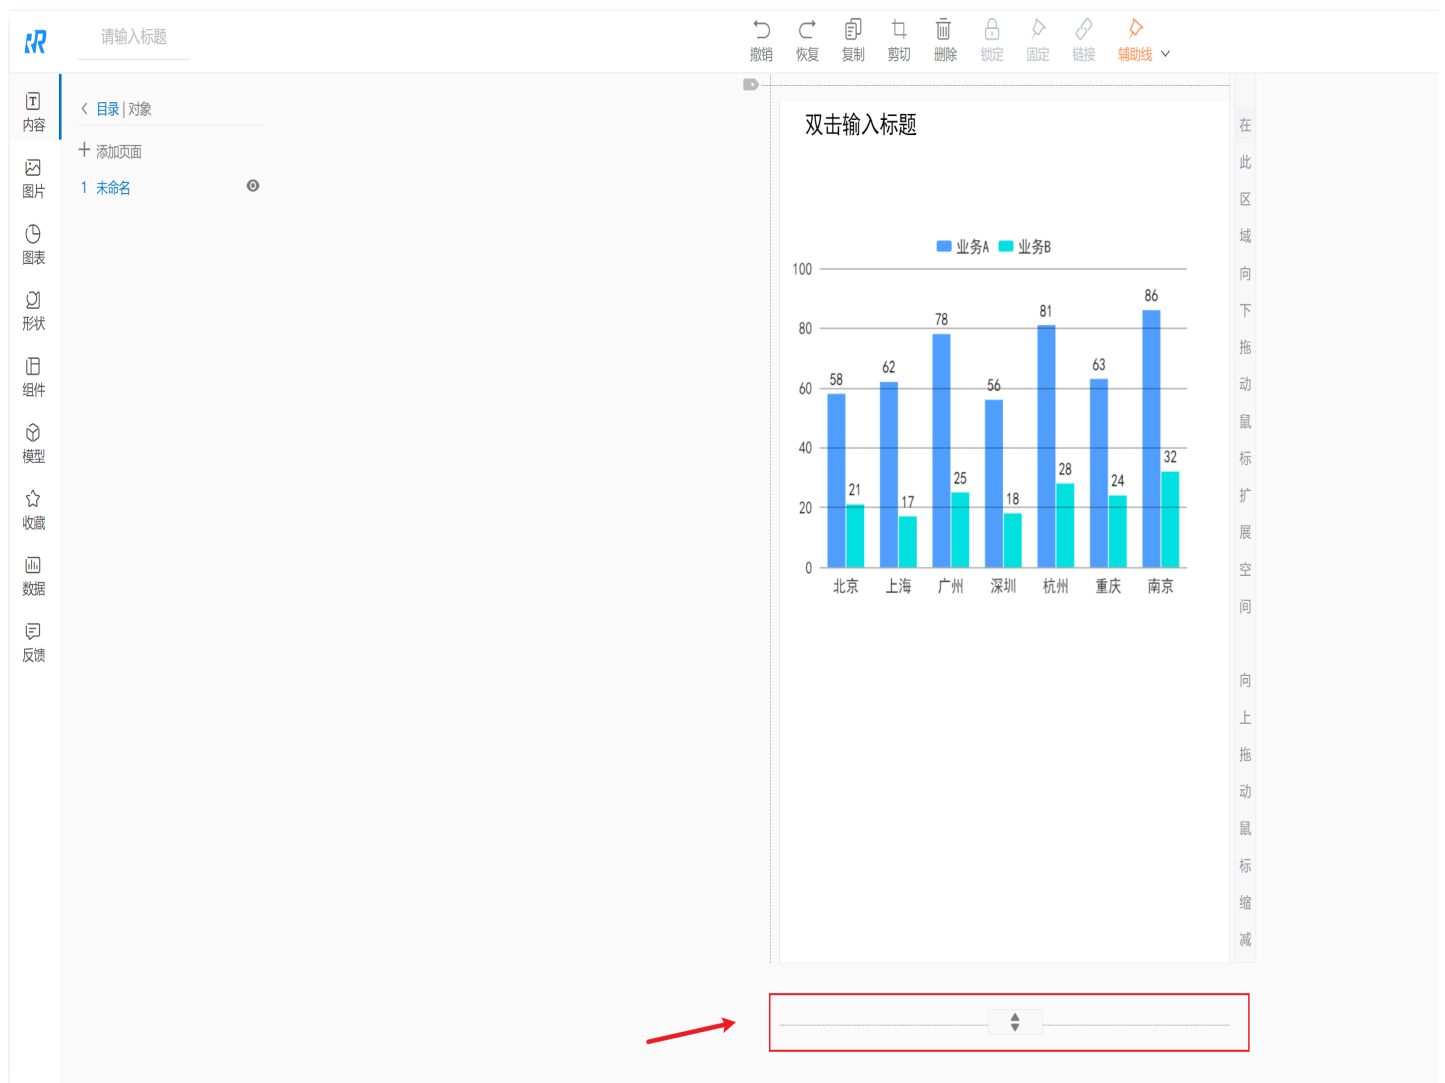 RR
请输入标题
撤销
恢复
复制
剪切
删除
锁定
固定
链接
辅助线
内容
图片
图表
形状
组件
模型
收藏
数据
反馈
目录 | 对象
添加页面
1 未命名
双击输入标题
业务A 业务B
100
80
60
40
20
0
58
21
62
17
78
25
56
18
81
28
63
24
86
32
北京 上海 广州 深圳 杭州 重庆 南京
在
此
区
域
向
下
拖
动
鼠
标
扩
展
空
间
向
上
拖
动
鼠
标
缩
减